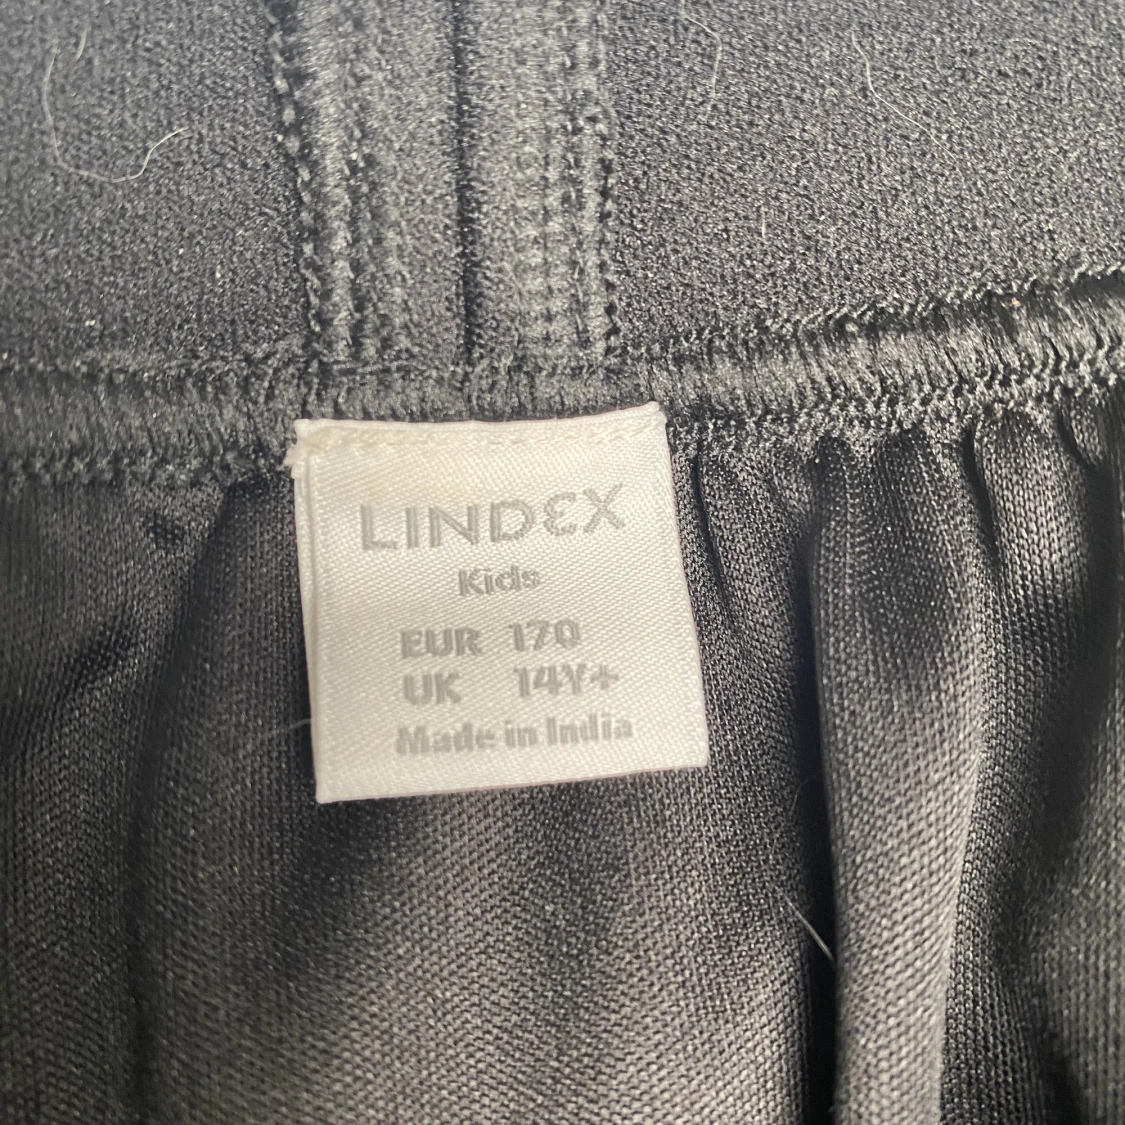 LINDEX
Kids
EUR 170
UK 14Y+
Made in India